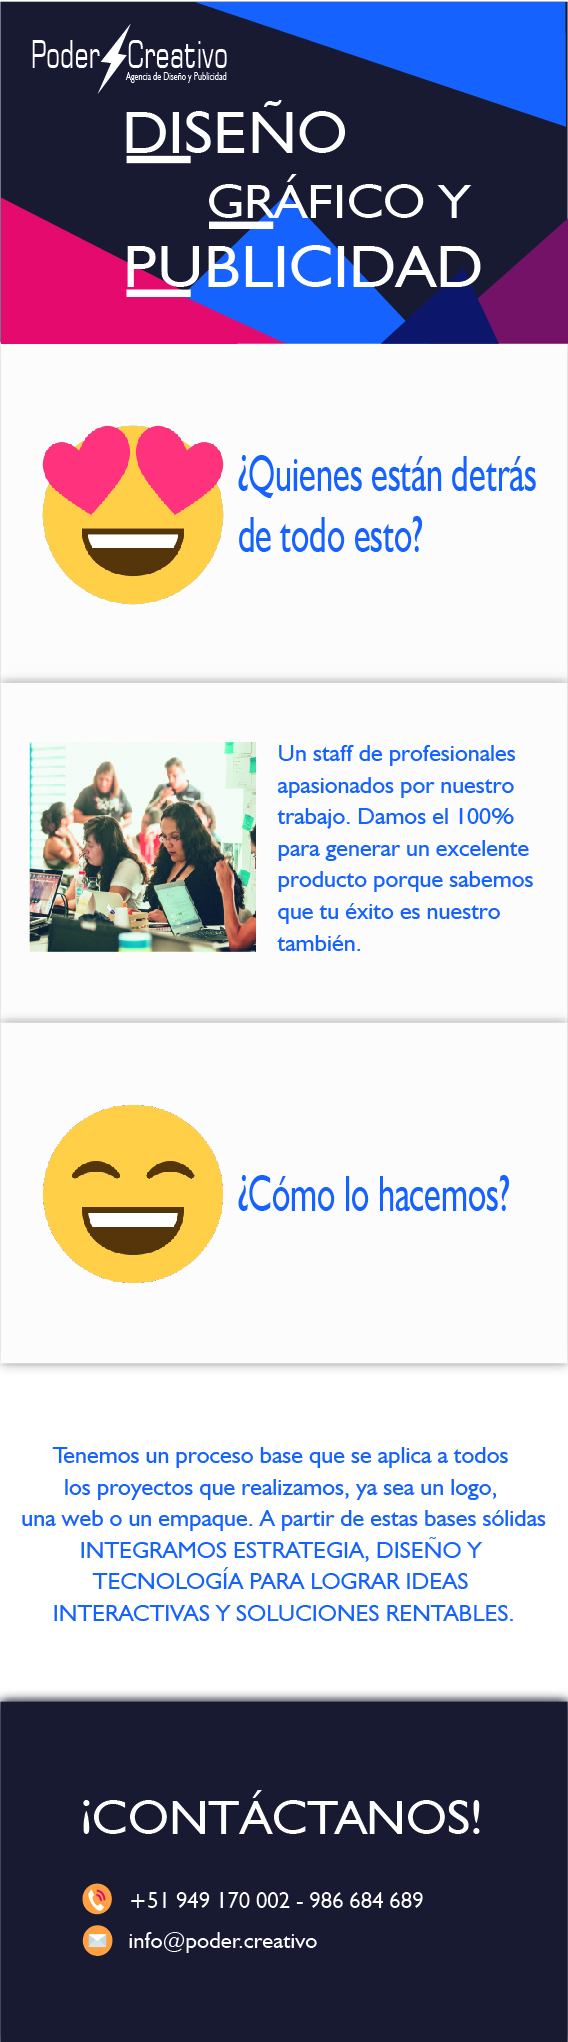 Poder Creativo
Agencia de Diseño y Publicidad
DISEÑO
GRÁFICO Y
PUBLICIDAD
¿Quienes están detrás
de todo esto?
Un staff de profesionales
apasionados por nuestro
trabajo. Damos el 100%
para generar un excelente
producto porque sabemos
que tu éxito es nuestro
también.
¿Cómo lo hacemos?
Tenemos un proceso base que se aplica a todos
los proyectos que realizamos, ya sea un logo,
una web o un empaque. A partir de estas bases sólidas
INTEGRAMOS ESTRATEGIA, DISEÑO Y
TECNOLOGÍA PARA LOGRAR IDEAS
INTERACTIVAS Y SOLUCIONES RENTABLES.
¡CONTÁCTANOS!
+51 949 170 002 - 986 684 689
info@poder.creativo